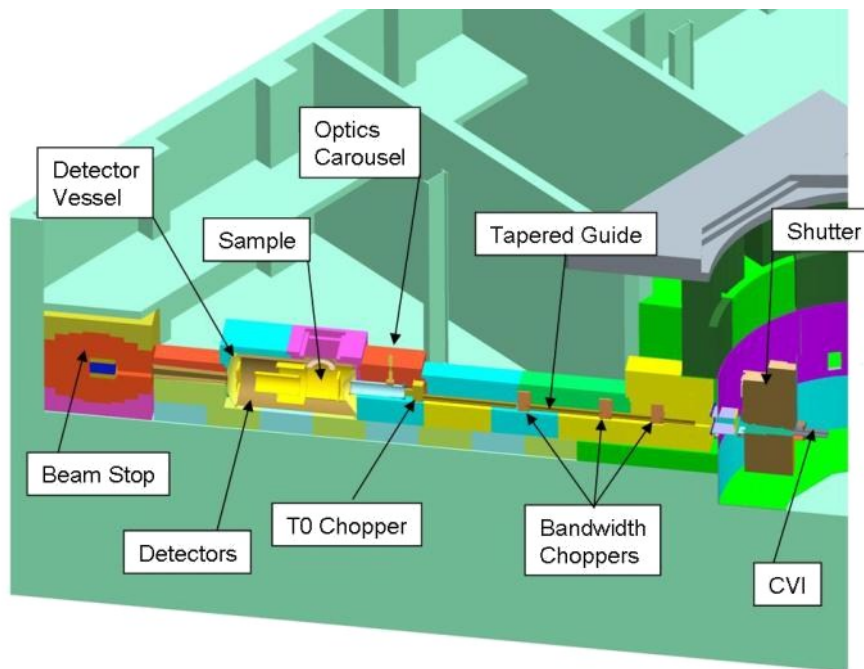 Optics
Carousel
Detector
Vessel
Sample
Tapered Guide
Shutter
Beam Stop
Detectors
T0 Chopper
Bandwidth
Choppers
CVI